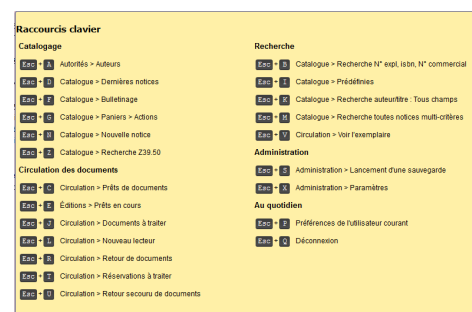 Raccourcis clavier
Catalogage
Esc + A Autorités > Auteurs
Esc + D Catalogue > Dernières notices
Esc + F Catalogue > Bulletinage
Esc + G Catalogue > Paniers > Actions
Esc + N Catalogue > Nouvelle notice
Esc + Z Catalogue > Recherche Z39.50
Circulation des documents
Esc + C Circulation > Prêts de documents
Esc + E Éditions > Prêts en cours
Esc + J Circulation > Documents à traiter
Esc + L Circulation > Nouveau lecteur
Esc + R Circulation > Retour de documents
Esc + T Circulation > Réservations à traiter
Esc + U Circulation > Retour secouru de documents
Recherche
Esc + B Catalogue > Recherche N° expl, isbn, N° commercial
Esc + I Catalogue > Prédéfinies
Esc + K Catalogue > Recherche auteur/titre : Tous champs
Esc + M Catalogue > Recherche toutes notices multi-critères
Esc + V Circulation > Voir l'exemplaire
Administration
Esc + S Administration > Lancement d'une sauvegarde
Esc + X Administration > Paramètres
Au quotidien
Esc + P Préférences de l'utilisateur courant
Esc + Q Déconnexion